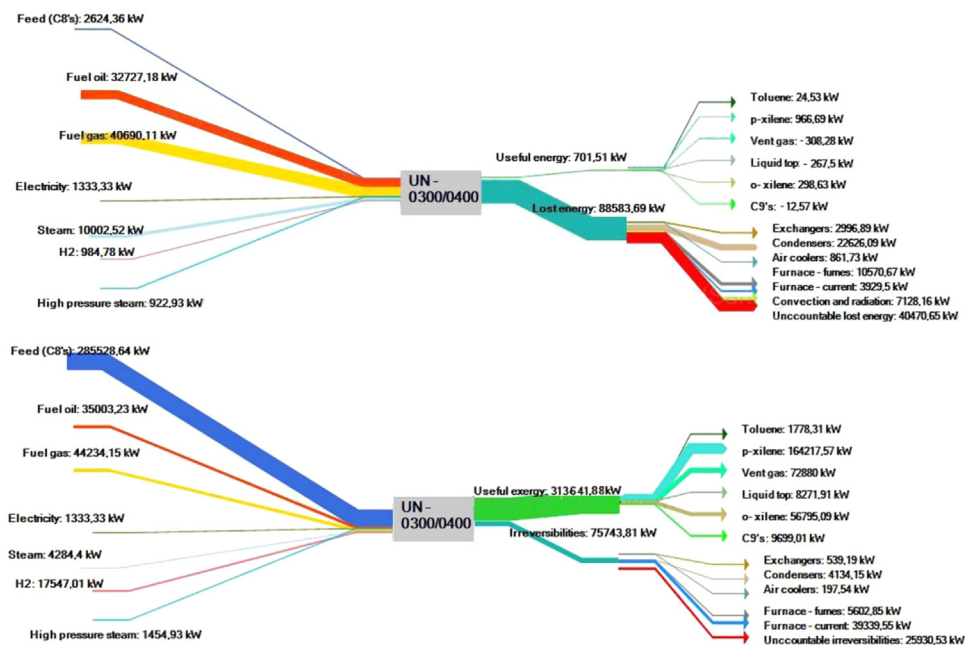 Feed (C8's): 2624,36 kW
Fuel oil: 32727,18 kW
Fuel gas: 40690,11 kW
Electricity: 1333,33 kW
Steam: 10002,52 kW
H2: 984,78 kW
High pressure steam: 922,93 kW
UN -
0300/0400
Useful energy: 701,51 kW
Lost energy: 88583,69 kW
Toluene: 24,53 kW
p-xilene: 966,69 kW
Vent gas: - 308,28 kW
Liquid top: - 267,5 kW
o- xilene: 298,63 kW
C9's: - 12,57 kW
Exchangers: 2996,89 kW
Condensers: 22626,09 kW
Air coolers: 861,73 kW
Furnace - fumes: 10570,67 kW
Furnace - current: 3929,5 kW
Convection and radiation: 7128,16 kW
Unccountable lost energy: 40470,65 kW
Feed (C8's): 285528,64 kW
Fuel oil: 35003,23 kW
Fuel gas: 44234,15 kW
Electricity: 1333,33 kW
Steam: 4284,4 kW
H2: 17547,01 kW
High pressure steam: 1454,93 kW
UN -
0300/0400
Useful exergy: 313641,88kW
Irreversibilities: 75743,81 kW
Toluene: 1778,31 kW
p-xilene: 164217,57 kW
Vent gas: 72880 kW
Liquid top: 8271,91 kW
o- xilene: 56795,09 kW
C9's: 9699,01 kW
Exchangers: 539,19 kW
Condensers: 4134,15 kW
Air coolers: 197,54 kW
Furnace - fumes: 5602,85 kW
Furnace - current: 39339,55 kW
Unccountable irreversibilities: 25930,53 kW